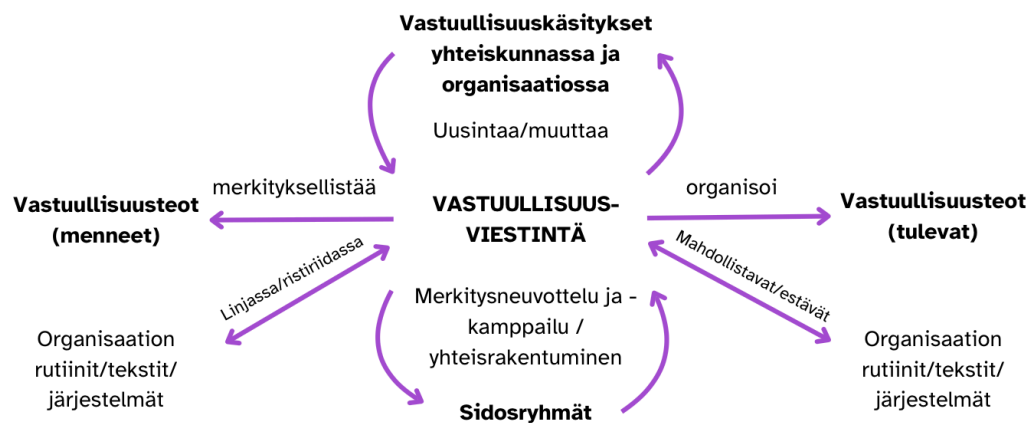 Vastuullisuuskäsitykset
yhteiskunnassa ja
organisaatiossa
Uusintaa/muuttaa
merkityksellistää
organisoi
Vastuullisuusteot
(menneet)
VASTUULLISUUS-
VIESTINTÄ
Vastuullisuusteot
(tulevat)
Linjassa/ristiriidassa
Mahdollistavat/estävät
Merkitysneuvottelu ja -
kamppailu /
yhteisrakentuminen
Organisaation
rutiinit/tekstit/
järjestelmät
Organisaation
rutiinit/tekstit/
järjestelmät
Sidosryhmät